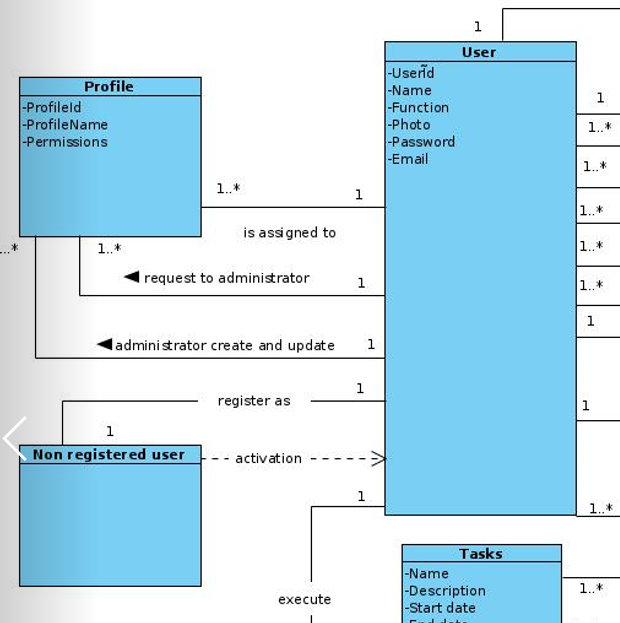 1
User
-UserId
-Name
-Function
-Photo
-Password
-Email
Profile
-ProfileId
-ProfileName
-Permissions
1..*
1
is assigned to
..*
1..*
request to administrator
1
administrator create and update
1
1
register as
1
Non registered user
activation
1
execute
1
1..*
1..*
1..*
1..*
1..*
1
1
1..*
Tasks
-Name
-Description
-Start date
-End date
1..*